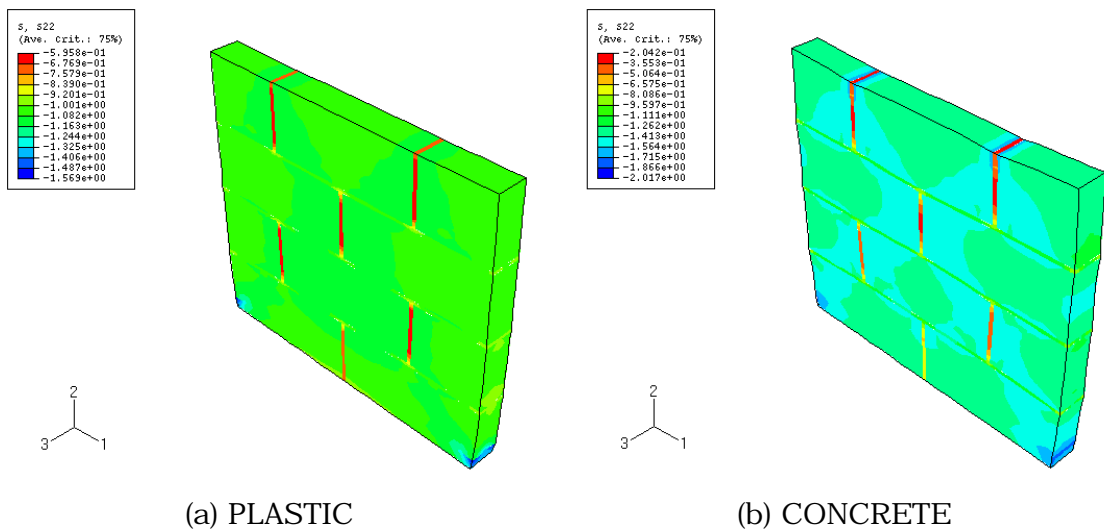 S, S22
(Ave. Crit.: 75%)
-5.958e-01
-6.769e-01
-7.579e-01
-8.390e-01
-9.201e-01
-1.001e+00
-1.082e+00
-1.163e+00
-1.244e+00
-1.325e+00
-1.406e+00
-1.487e+00
-1.569e+00
2
3
1
(a) PLASTIC
S, S22
(Ave. Crit.: 75%)
-2.042e-01
-3.553e-01
-5.064e-01
-6.575e-01
-8.086e-01
-9.597e-01
-1.111e+00
-1.262e+00
-1.413e+00
-1.564e+00
-1.715e+00
-1.866e+00
-2.017e+00
2
3
1
(b) CONCRETE